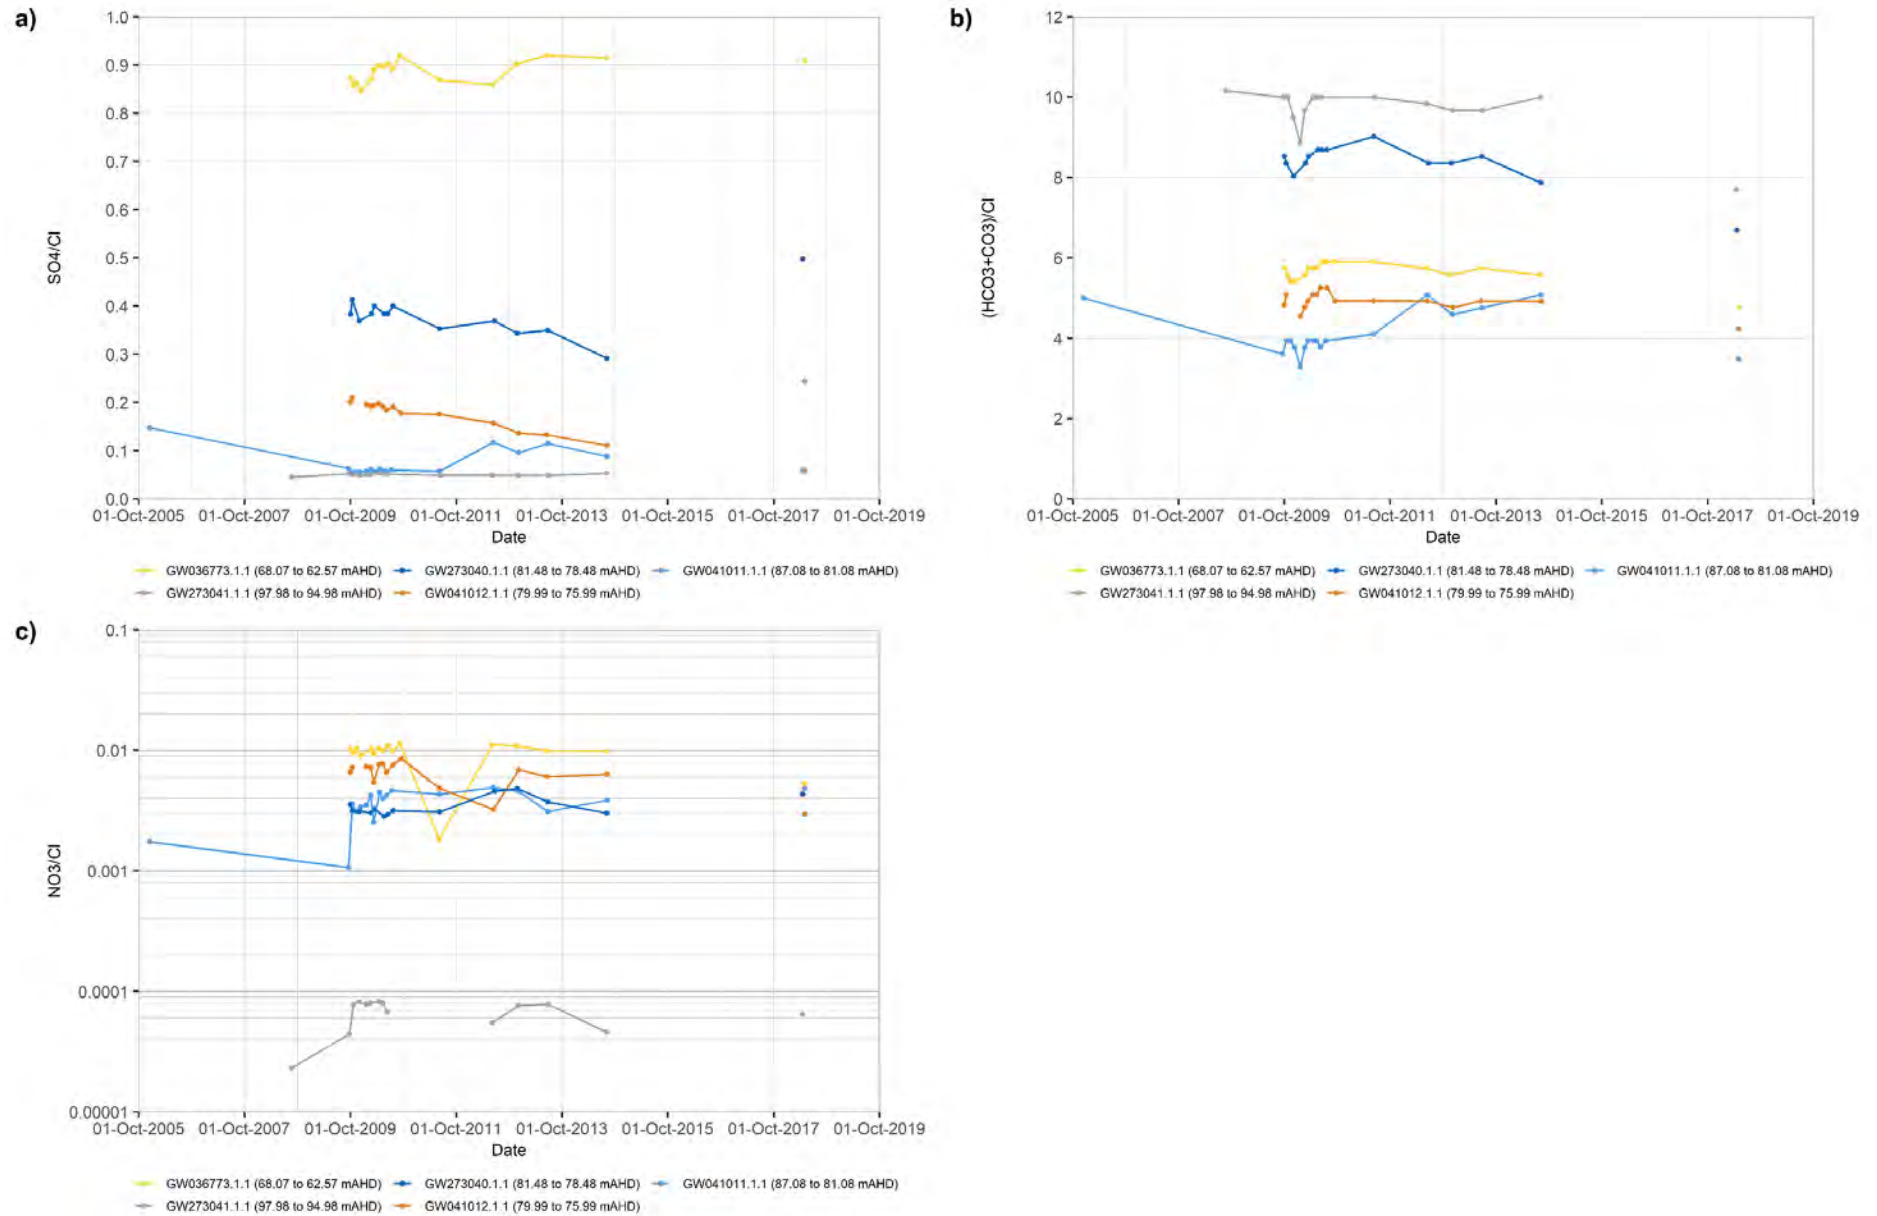 a)
1.0
0.9
0.8
0.7
0.6
0.5
0.4
0.3
0.2
0.1
0.0
SO4/Cl
01-Oct-2005 01-Oct-2007 01-Oct-2009 01-Oct-2011 01-Oct-2013 01-Oct-2015 01-Oct-2017 01-Oct-2019
Date
GW036773.1.1 (68.07 to 62.57 mAHD) GW273040.1.1 (81.48 to 78.48 mAHD) GW041011.1.1 (87.08 to 81.08 mAHD)
GW273041.1.1 (97.98 to 94.98 mAHD) GW041012.1.1 (79.99 to 75.99 mAHD)
b)
12
10
8
6
4
2
0
(HCO3+CO3)/Cl
01-Oct-2005 01-Oct-2007 01-Oct-2009 01-Oct-2011 01-Oct-2013 01-Oct-2015 01-Oct-2017 01-Oct-2019
Date
GW036773.1.1 (68.07 to 62.57 mAHD) GW273040.1.1 (81.48 to 78.48 mAHD) GW041011.1.1 (87.08 to 81.08 mAHD)
GW273041.1.1 (97.98 to 94.98 mAHD) GW041012.1.1 (79.99 to 75.99 mAHD)
c)
0.1
0.01
0.001
0.0001
0.00001
NO3/Cl
01-Oct-2005 01-Oct-2007 01-Oct-2009 01-Oct-2011 01-Oct-2013 01-Oct-2015 01-Oct-2017 01-Oct-2019
Date
GW036773.1.1 (68.07 to 62.57 mAHD) GW273040.1.1 (81.48 to 78.48 mAHD) GW041011.1.1 (87.08 to 81.08 mAHD)
GW273041.1.1 (97.98 to 94.98 mAHD) GW041012.1.1 (79.99 to 75.99 mAHD)